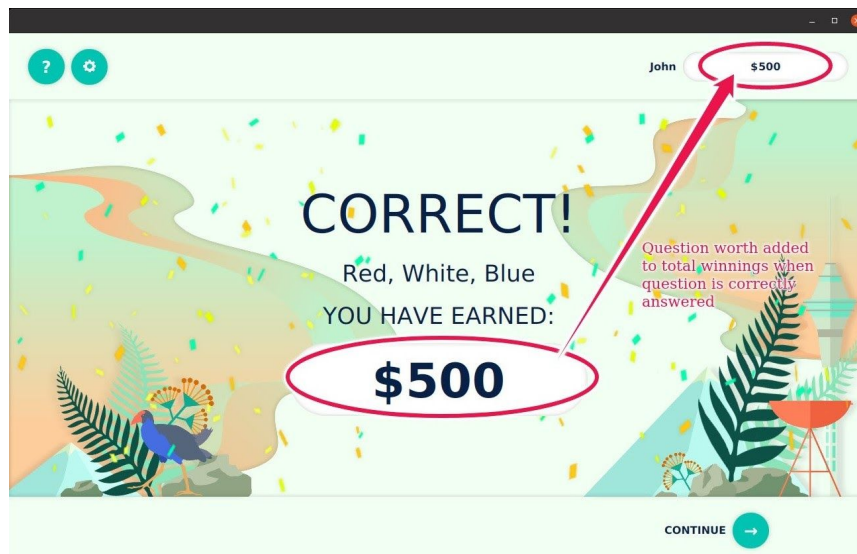 ?
John
$500
CORRECT!
Red, White, Blue
YOU HAVE EARNED:
$500
Question worth added
to total winnings when
question is correctly
answered
CONTINUE →